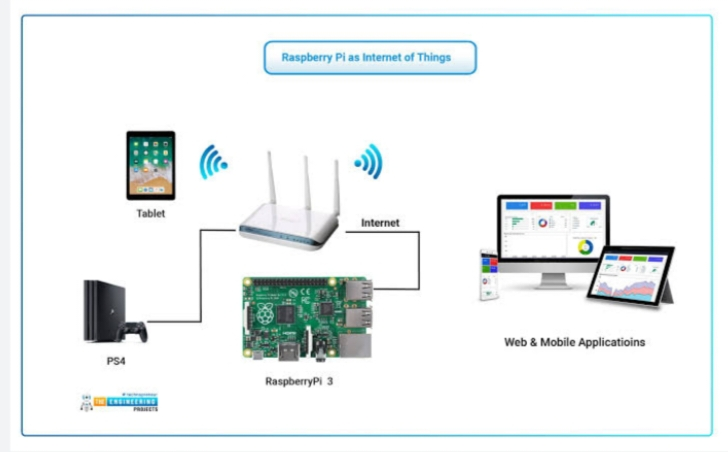 Raspberry Pi as Internet of Things
Tablet
Internet
PS4
RaspberryPi 3
Web & Mobile Applicatioins
THE ENGINEERING
PROJECTS